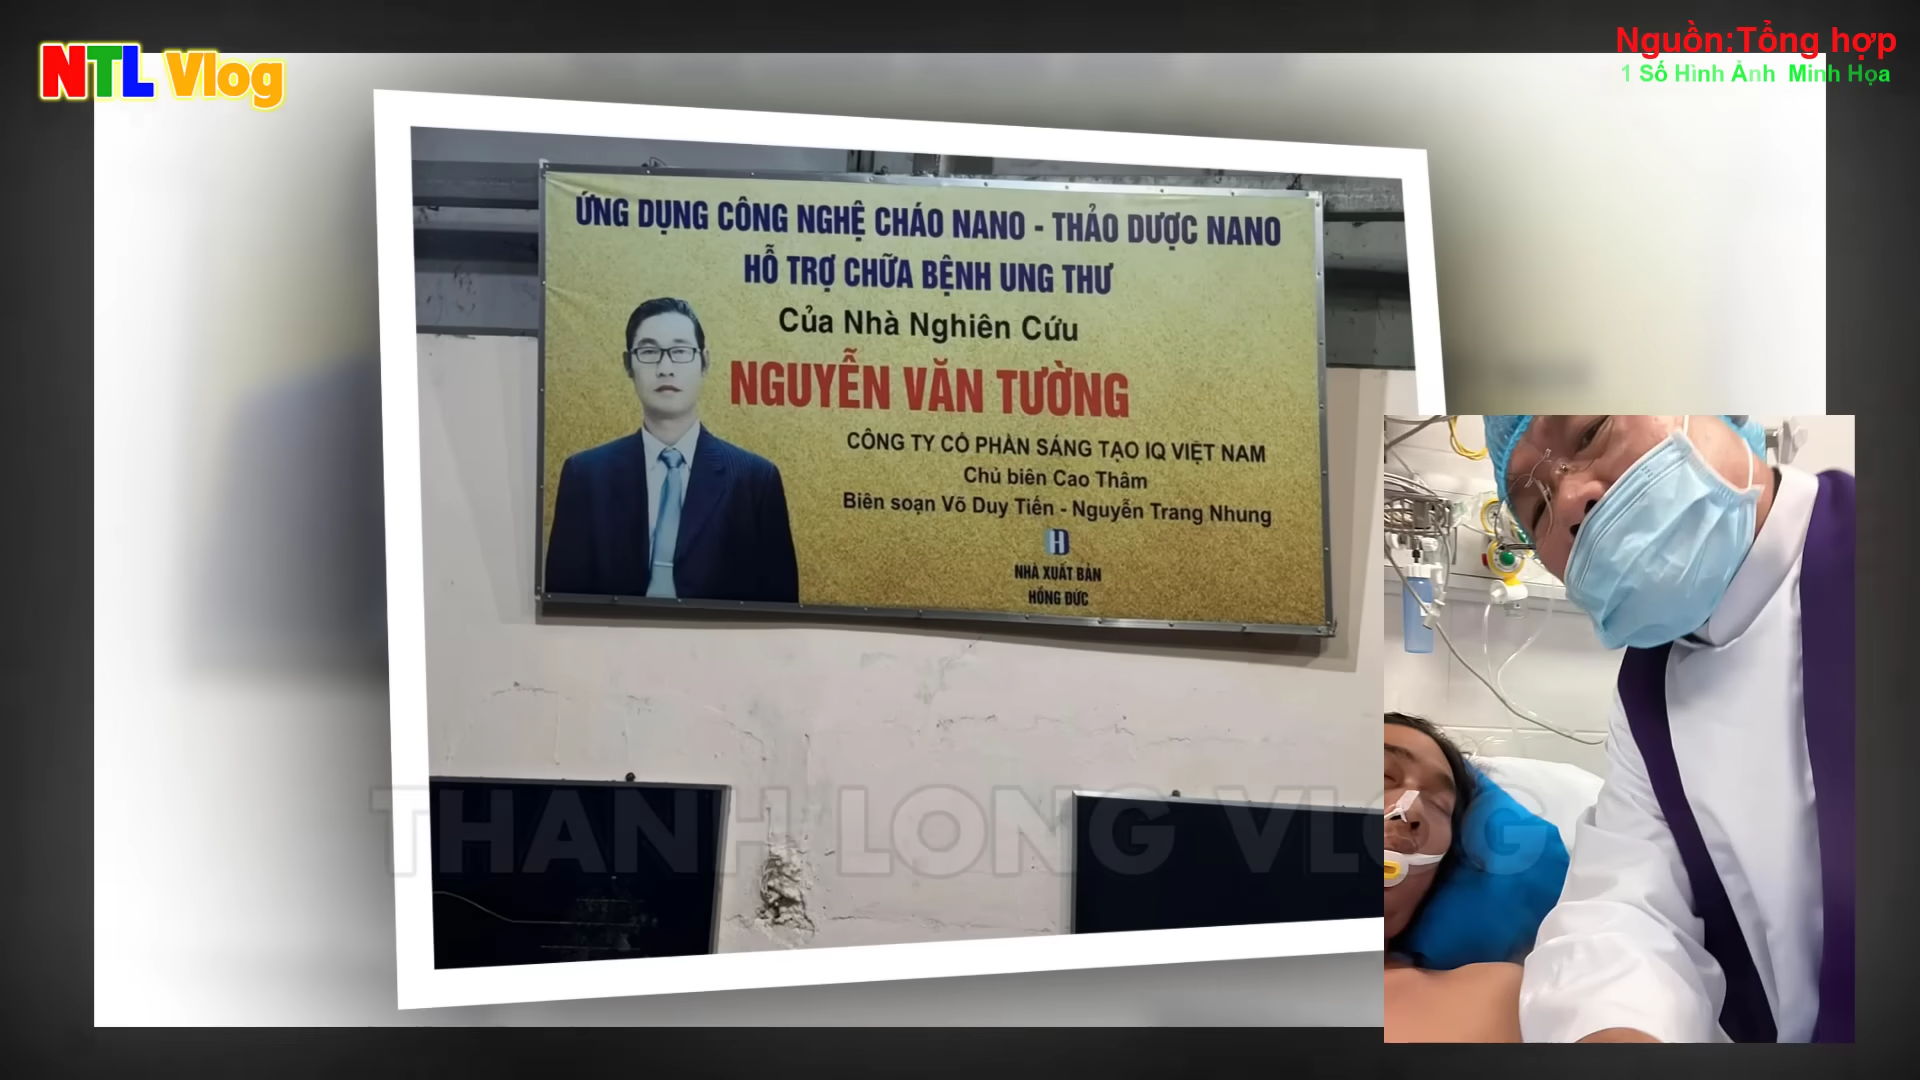 NTL Vlog
Nguồn:Tổng hợp
1 Số Hình Ảnh Minh Họa
ỨNG DỤNG CÔNG NGHỆ CHÁO NANO - THẢO DƯỢC NANO
HỖ TRỢ CHỮA BỆNH UNG THƯ
Của Nhà Nghiên Cứu
NGUYỄN VĂN TƯỜNG
CÔNG TY CỔ PHẦN SÁNG TẠO IQ VIỆT NAM
Chủ biên Cao Thâm
Biên soạn Võ Duy Tiến - Nguyễn Trang Nhung
H
NHÀ XUẤT BẢN
HỒNG ĐỨC
THANH LONG VLOG